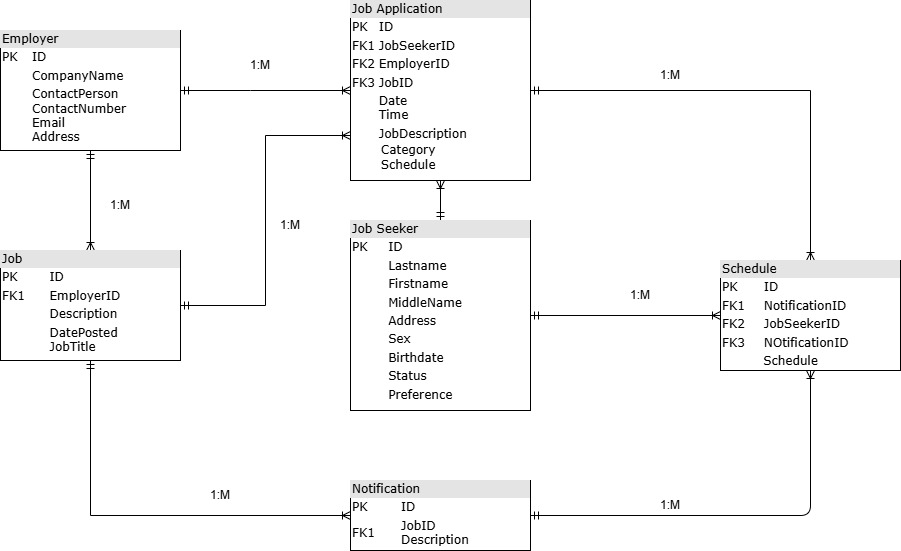 Employer
PK ID
CompanyName
ContactPerson
ContactNumber
Email
Address
1:M
Job Application
PK ID
FK1 JobSeekerID
FK2 EmployerID
FK3 JobID
Date
Time
JobDescription
Category
Schedule
1:M
1:M
1:M
Job
PK ID
FK1 EmployerID
Description
DatePosted
JobTitle
Job Seeker
PK ID
Lastname
Firstname
MiddleName
Address
Sex
Birthdate
Status
Preference
1:M
Schedule
PK ID
FK1 NotificationID
FK2 JobSeekerID
FK3 NOtificationID
Schedule
1:M
Notification
PK ID
FK1 JobID
Description
1:M